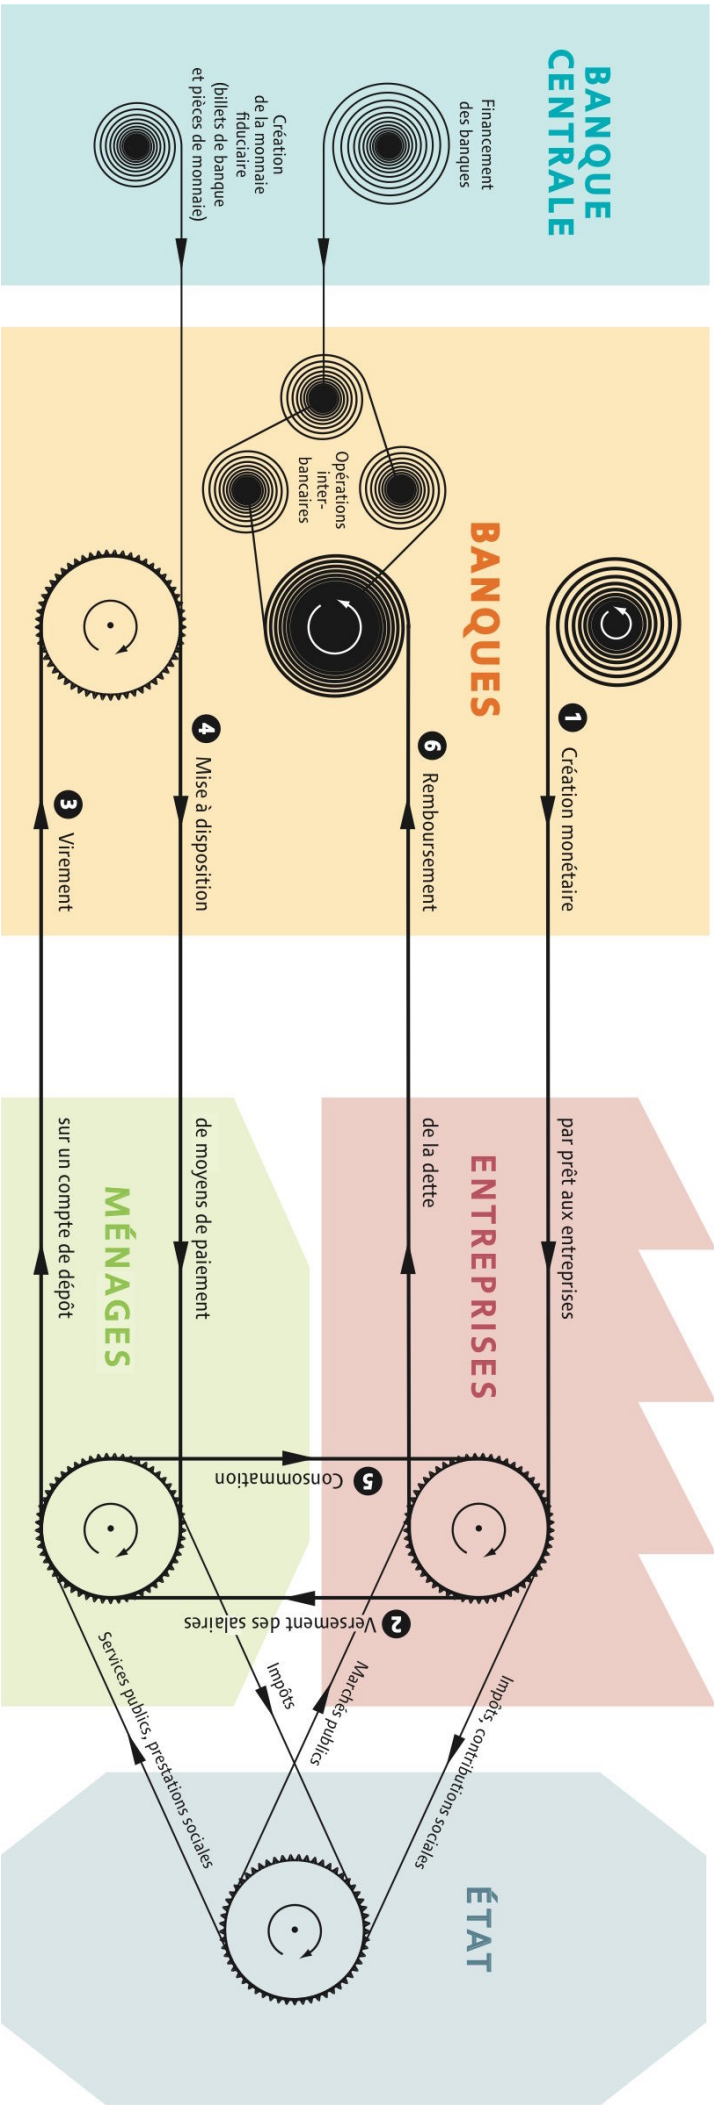 BANQUE
CENTRALE
Financement
des banques
Création
de la monnaie
fiduciaire
(billets de banque
et pièces de monnaie)
BANQUES
1 Création monétaire
par prêt aux entreprises
Opérations
inter-
bancaires
6 Remboursement
de la dette
4 Mise à disposition
de moyens de paiement
3 Virement
sur un compte de dépôt
ENTREPRISES
MÉNAGES
5 Consommation
2 Versement des salaires
Impôts, contributions sociales
Marchés publics
Impôts
Services publics, prestations sociales
ÉTAT